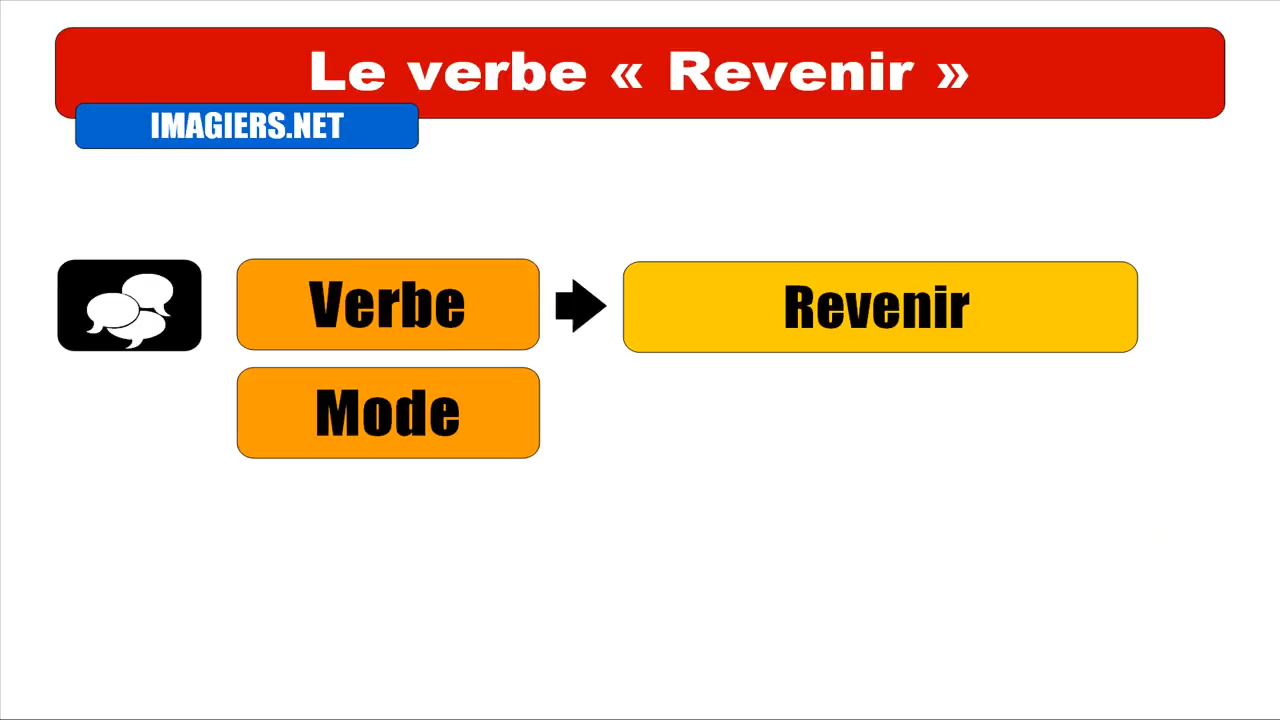 Le verbe « Revenir »
IMAGIERS.NET
Verbe
Revenir
Mode